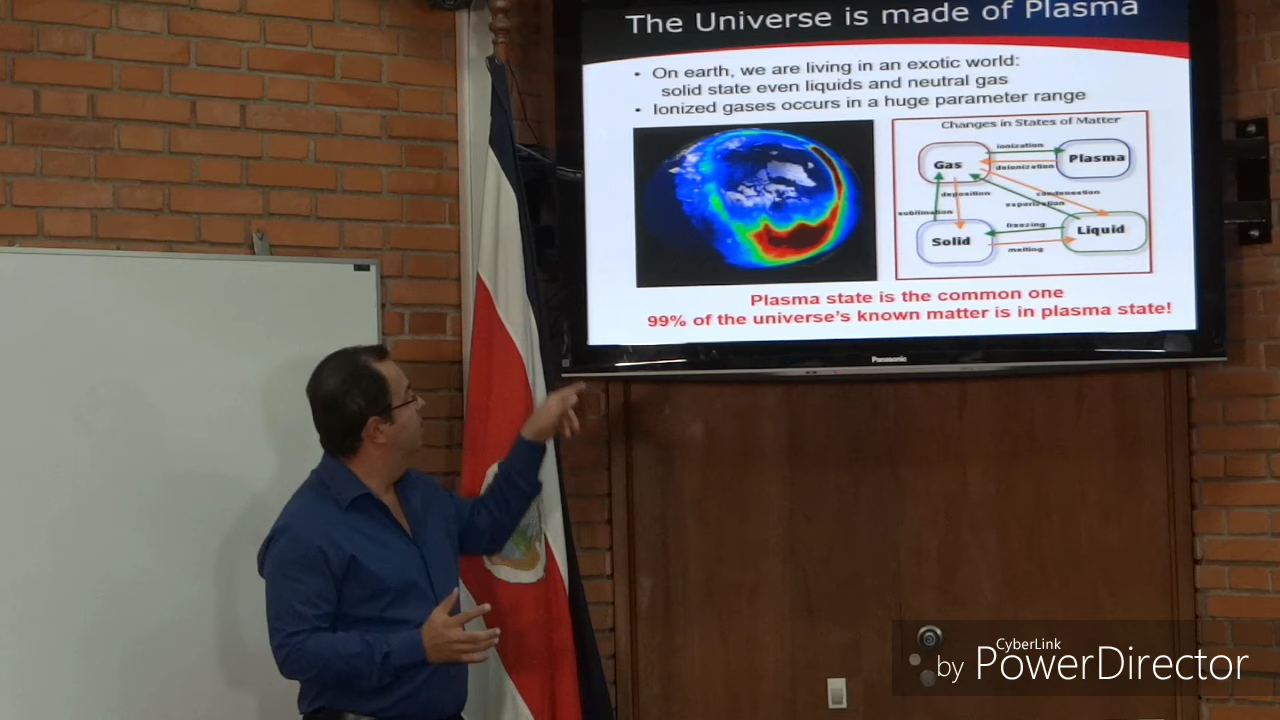 The Universe is made of Plasma
• On earth, we are living in an exotic world:
solid state even liquids and neutral gas
• Ionized gases occurs in a huge parameter range
Changes in States of Matter
ionization
Gas
Plasma
deionization
deposition
condensation
vaporization
sublimation
freezing
Solid
Liquid
melting
Plasma state is the common one
99% of the universe's known matter is in plasma state!
Panasonic
CyberLink
by PowerDirector